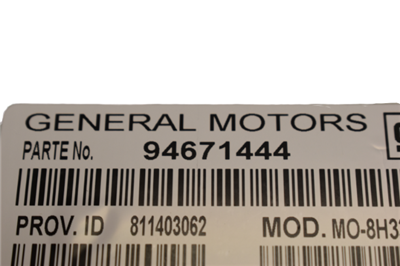 GENERAL MOTORS
PARTE No. 94671444
PROV. ID 811403062 MOD.